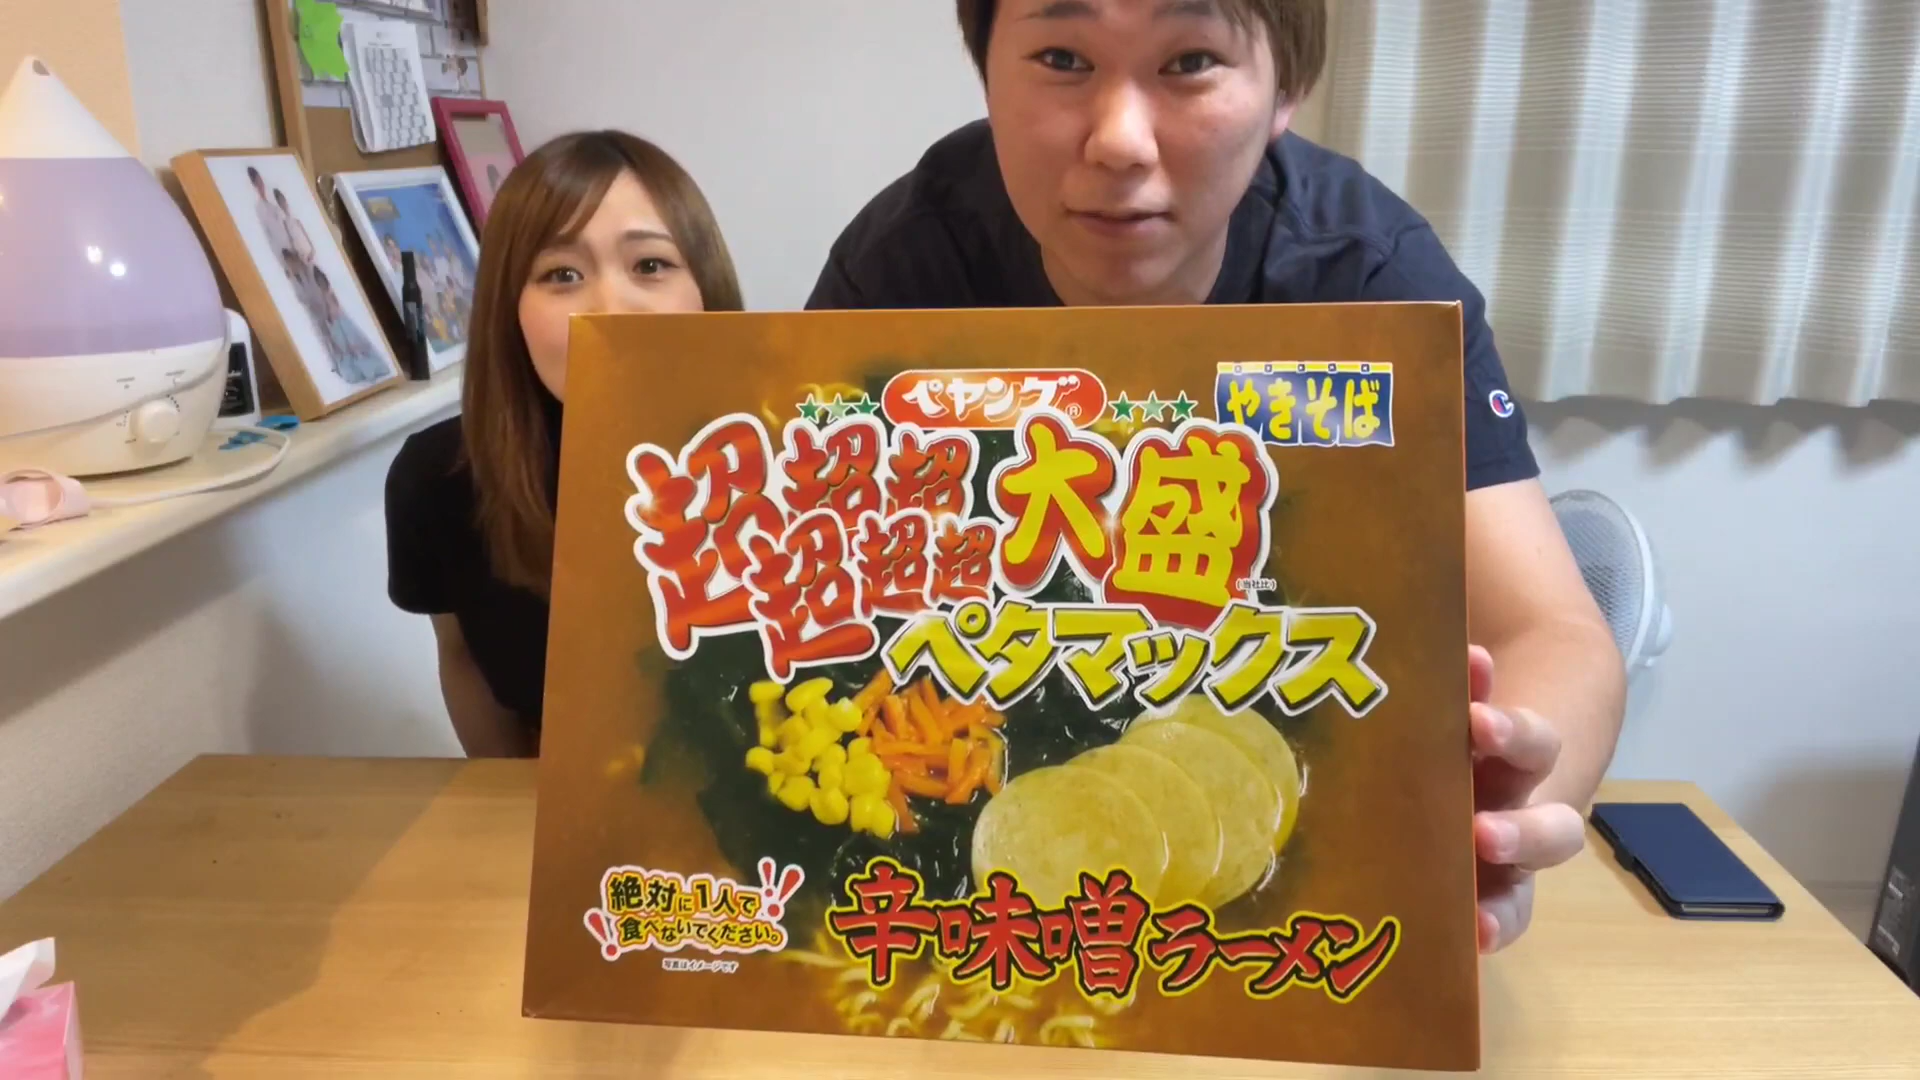 ペヤング®
やきそば
超超超超超超大盛
(当社比)
ペタマックス
絶対に1人で
食べないでください。
写真はイメージです
辛味噌ラーメン